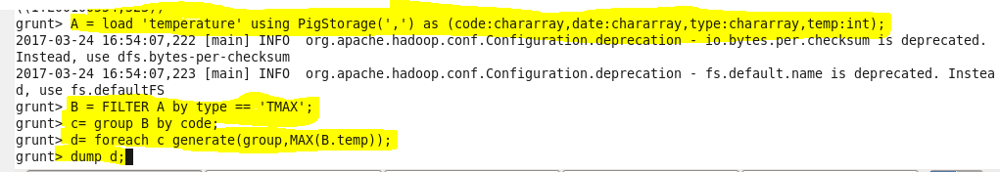 grunt> A = load 'temperature' using PigStorage(',') as (code:chararray,date:chararray,type:chararray,temp:int);
2017-03-24 16:54:07,222 [main] INFO  org.apache.hadoop.conf.Configuration.deprecation - io.bytes.per.checksum is deprecated.
Instead, use dfs.bytes-per-checksum
2017-03-24 16:54:07,223 [main] INFO  org.apache.hadoop.conf.Configuration.deprecation - fs.default.name is deprecated. Instea
d, use fs.defaultFS
grunt> B = FILTER A by type == 'TMAX';
grunt> c= group B by code;
grunt> d= foreach c generate(group,MAX(B.temp));
grunt> dump d;